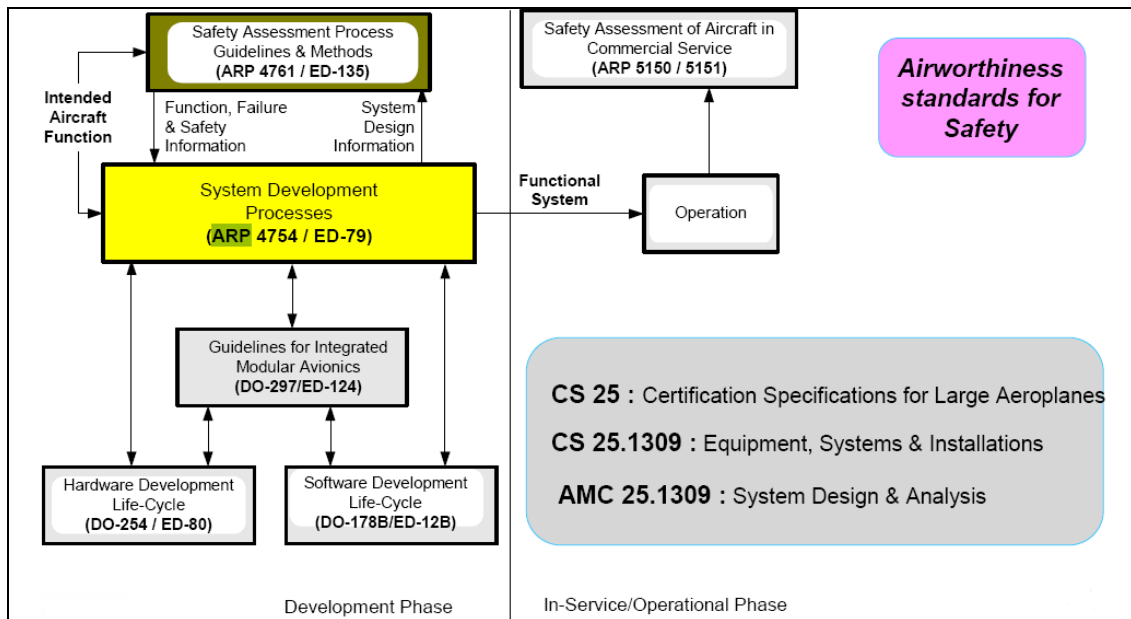 Safety Assessment Process
Guidelines & Methods
(ARP 4761 / ED-135)
Safety Assessment of Aircraft in
Commercial Service
(ARP 5150 / 5151)
Airworthiness
standards for
Safety
Intended
Aircraft
Function
Function, Failure
& Safety
Information
System
Design
Information
System Development
Processes
(ARP 4754 / ED-79)
Functional
System
Operation
Guidelines for Integrated
Modular Avionics
(DO-297/ED-124)
Hardware Development
Life-Cycle
(DO-254 / ED-80)
Software Development
Life-Cycle
(DO-178B/ED-12B)
CS 25 : Certification Specifications for Large Aeroplanes
CS 25.1309 : Equipment, Systems & Installations
AMC 25.1309 : System Design & Analysis
Development Phase
In-Service/Operational Phase